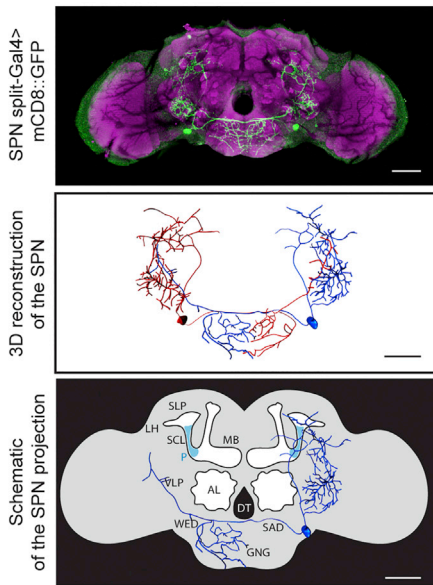 SPN split-Gal4>
mCD8::GFP
3D reconstruction
of the SPN
Schematic
of the SPN projection
SLP
LH
SCL
MB
P
VLP
AL
DT
WED
SAD
GNG